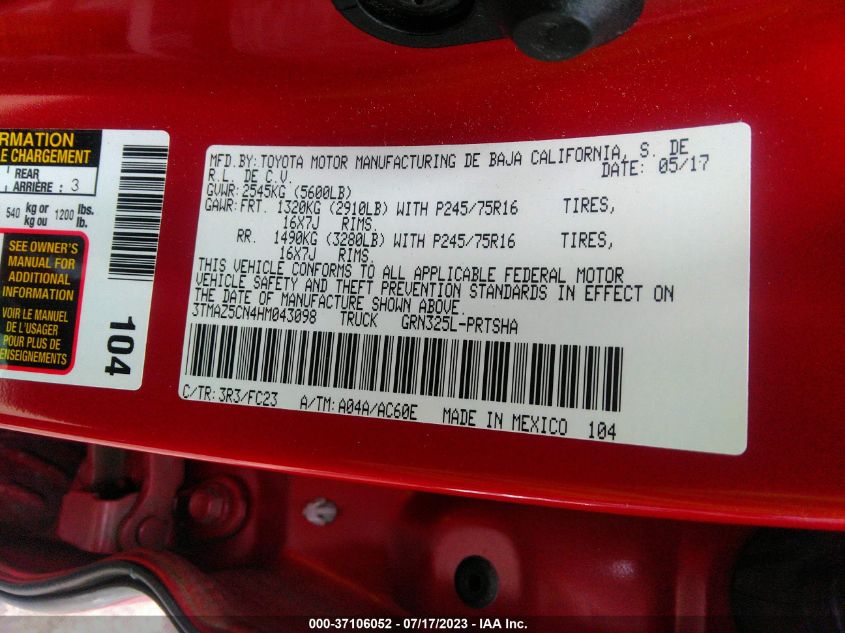 RMATION
E CHARGEMENT
REAR
ARRIÈRE : 3
540 kg or 1200 lbs.
kg ou lb.
SEE OWNER'S
MANUAL FOR
ADDITIONAL
INFORMATION
VOIR LE MANUEL
DE L'USAGER
POUR PLUS DE
RENSEIGNEMENTS
104
MFD.BY:TOYOTA MOTOR MANUFACTURING DE BAJA CALIFORNIA, S. DE
R.L. DE C.V. DATE: 05/17
GVWR:2545KG (5600LB)
GAWR:FRT. 1320KG (2910LB) WITH P245/75R16 TIRES,
16X7J RIMS.
RR. 1490KG (3280LB) WITH P245/75R16 TIRES,
16X7J RIMS.
THIS VEHICLE CONFORMS TO ALL APPLICABLE FEDERAL MOTOR
VEHICLE SAFETY AND THEFT PREVENTION STANDARDS IN EFFECT ON
THE DATE OF MANUFACTURE SHOWN ABOVE.
3TMAZ5CN4HM043098 TRUCK GRN325L-PRTSHA
C/TR:3R3/FC23 A/TM:A04A/AC60E MADE IN MEXICO 104
000-37106052 / 07/17/2023 - IAA Inc.